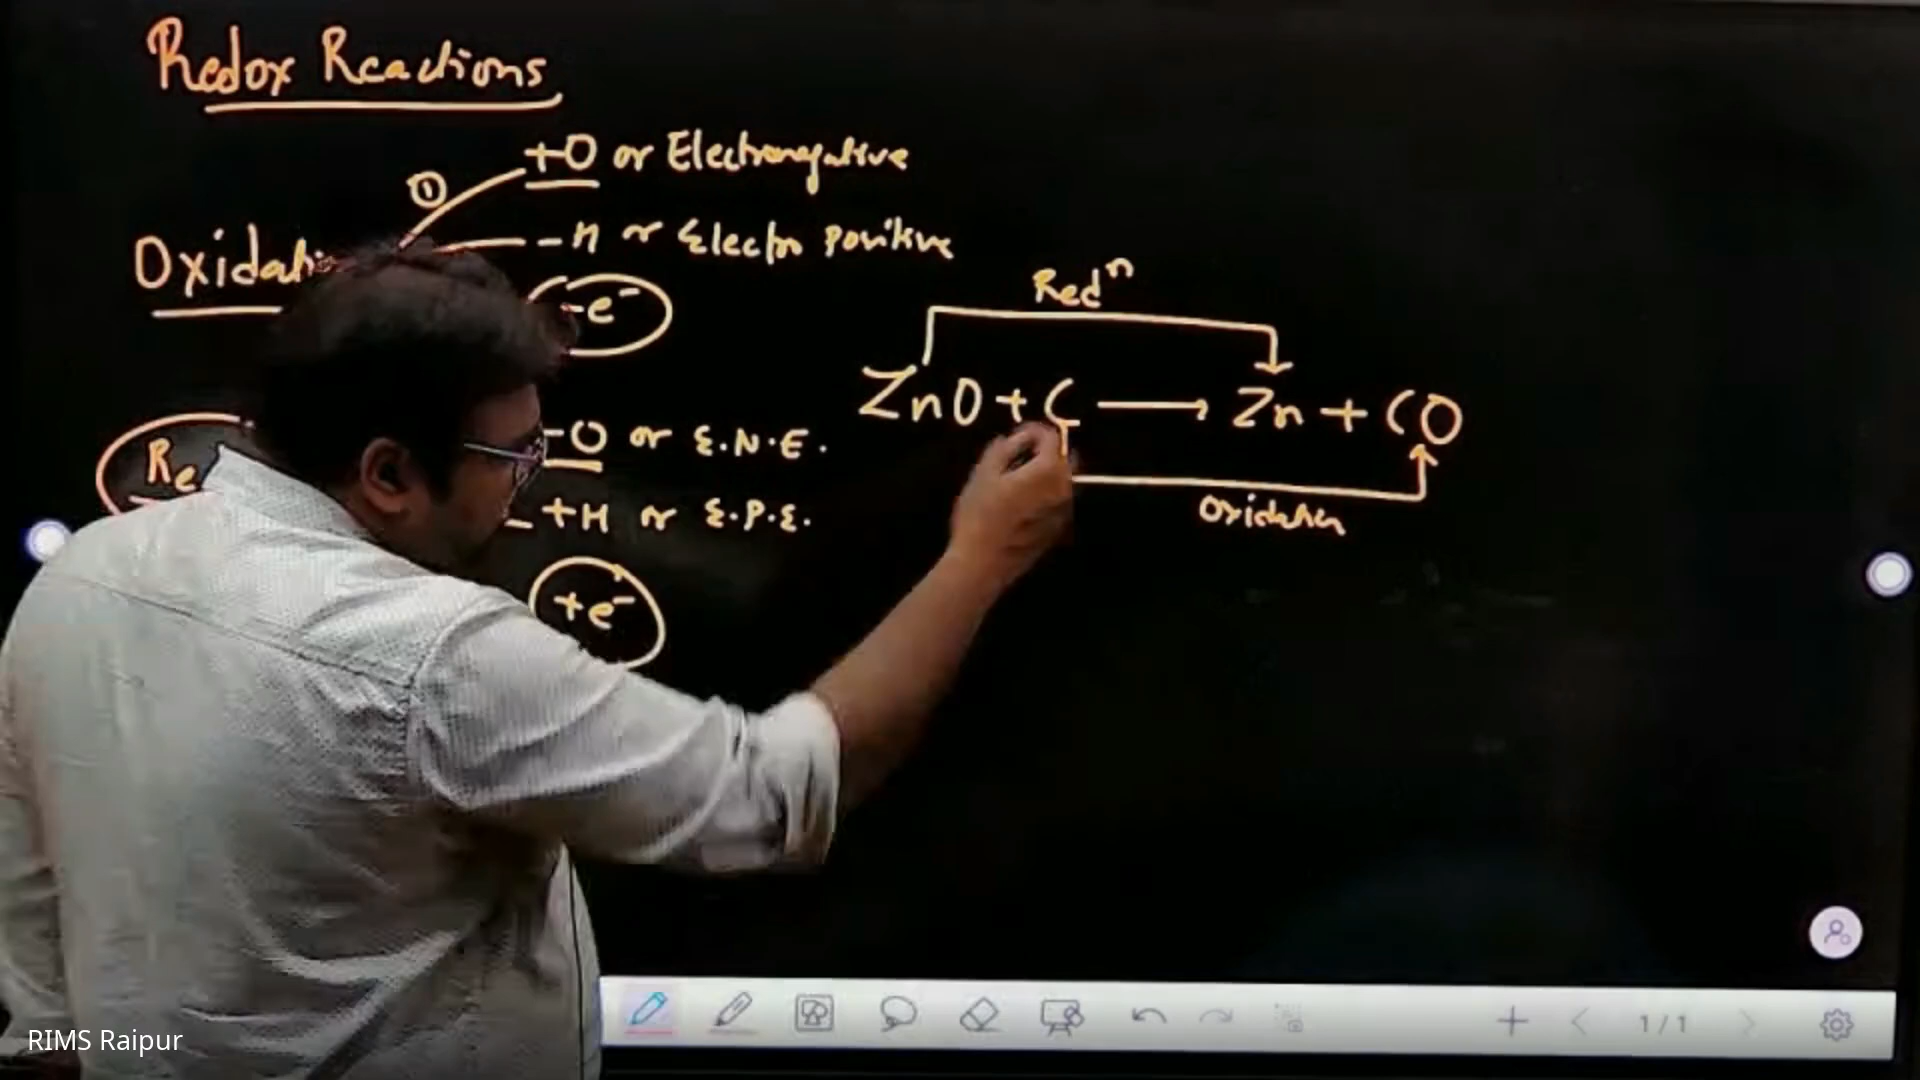 Redox Reactions
① +O or Electronegative
Oxidati
-H or Electro positive
-e⁻
Redⁿ
ZnO + C ⟶ Zn + CO
Oxidation
Re
-O or E.N.E.
+H or E.P.E.
+e⁻
1/1
RIMS Raipur